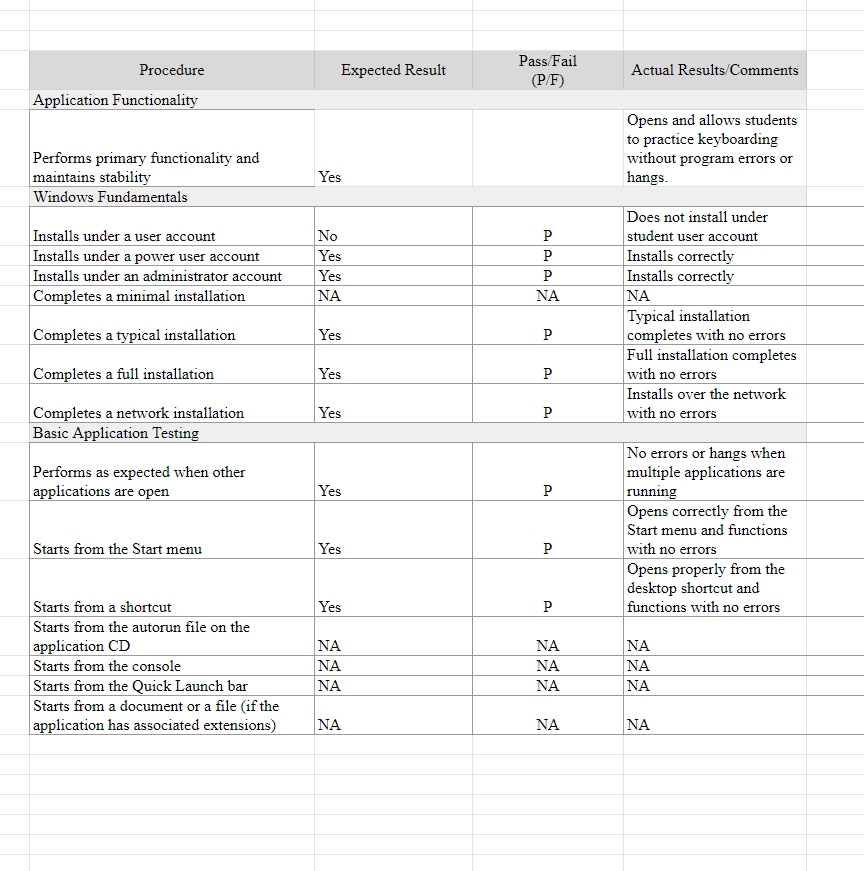 Procedure Expected Result Pass/Fail (P/F) Actual Results/Comments
Application Functionality
Performs primary functionality and
maintains stability
Yes
Opens and allows students
to practice keyboarding
without program errors or
hangs.
Windows Fundamentals
Installs under a user account
No
P
Does not install under
student user account
Installs under a power user account Yes P Installs correctly
Installs under an administrator account Yes P Installs correctly
Completes a minimal installation NA NA NA
Completes a typical installation
Yes
P
Typical installation
completes with no errors
Completes a full installation
Yes
P
Full installation completes
with no errors
Completes a network installation
Yes
P
Installs over the network
with no errors
Basic Application Testing
Performs as expected when other
applications are open
Yes
P
No errors or hangs when
multiple applications are
running
Starts from the Start menu
Yes
P
Opens correctly from the
Start menu and functions
with no errors
Starts from a shortcut
Yes
P
Opens properly from the
desktop shortcut and
functions with no errors
Starts from the autorun file on the
application CD
NA
NA
NA
Starts from the console NA NA NA
Starts from the Quick Launch bar NA NA NA
Starts from a document or a file (if the
application has associated extensions)
NA
NA
NA